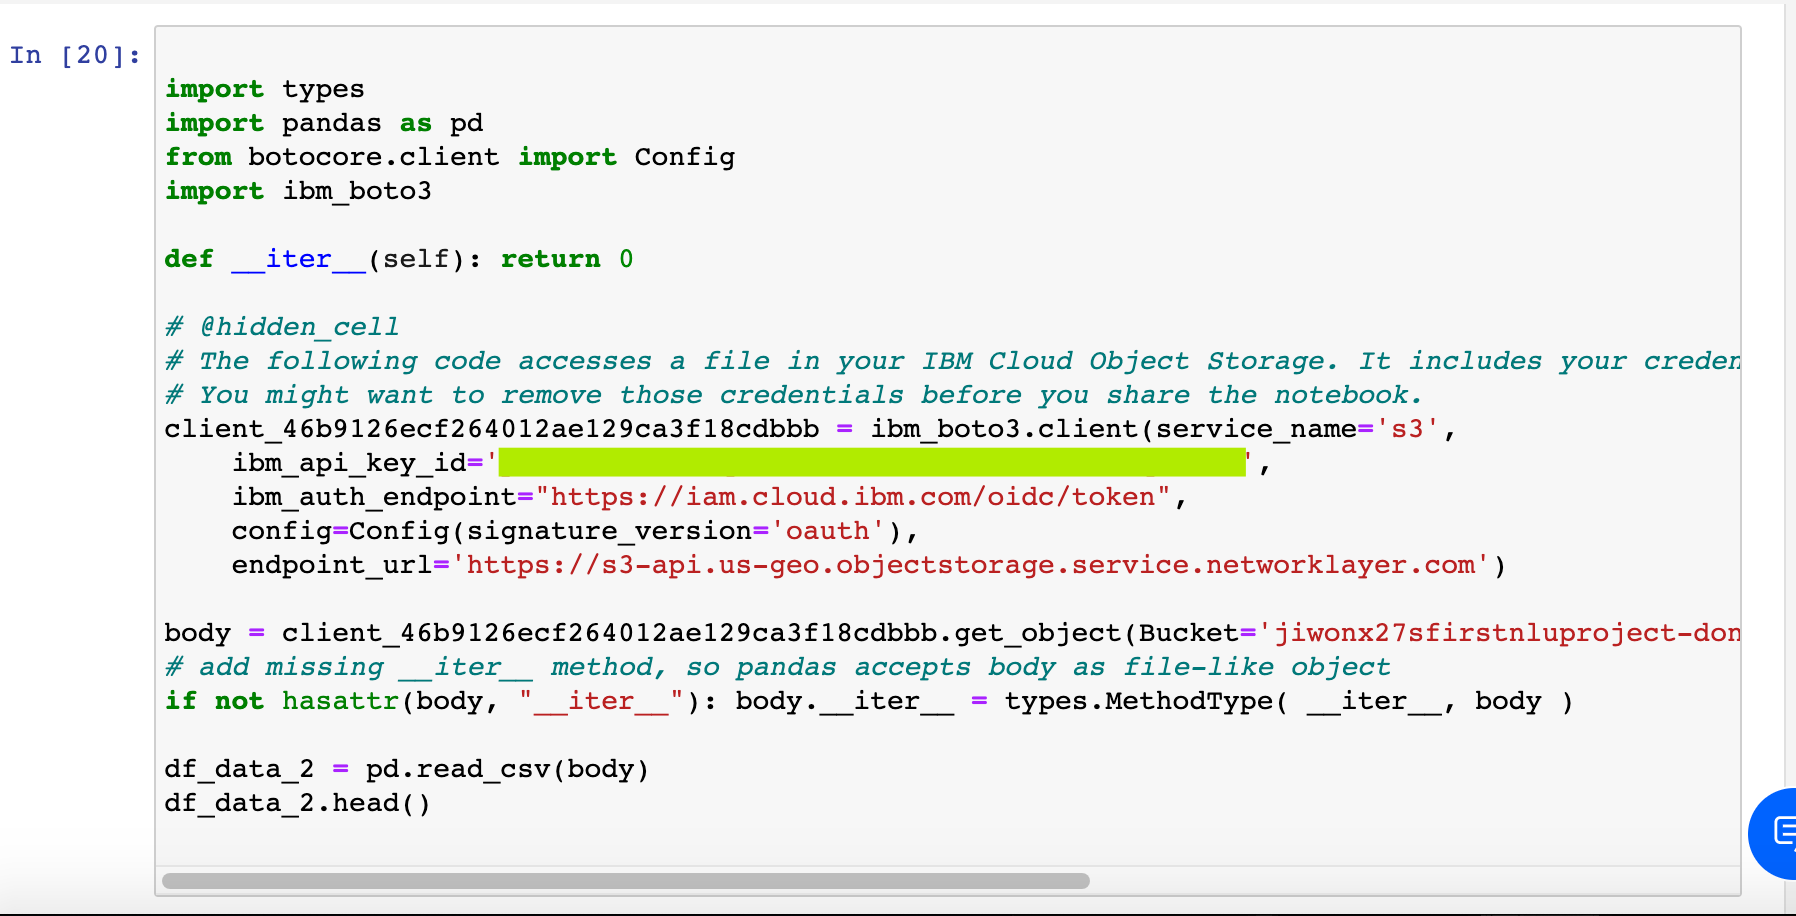 In [20]:
import types
import pandas as pd
from botocore.client import Config
import ibm_boto3
def __iter__(self): return 0
# @hidden_cell
# The following code accesses a file in your IBM Cloud Object Storage. It includes your creden
# You might want to remove those credentials before you share the notebook.
client_46b9126ecf264012ae129ca3f18cdbbb = ibm_boto3.client(service_name='s3',
    ibm_api_key_id='',
    ibm_auth_endpoint="https://iam.cloud.ibm.com/oidc/token",
    config=Config(signature_version='oauth'),
    endpoint_url='https://s3-api.us-geo.objectstorage.service.networklayer.com')
body = client_46b9126ecf264012ae129ca3f18cdbbb.get_object(Bucket='jiwonx27sfirstnluproject-don
# add missing __iter__ method, so pandas accepts body as file-like object
if not hasattr(body, "__iter__"): body.__iter__ = types.MethodType( __iter__, body )
df_data_2 = pd.read_csv(body)
df_data_2.head()